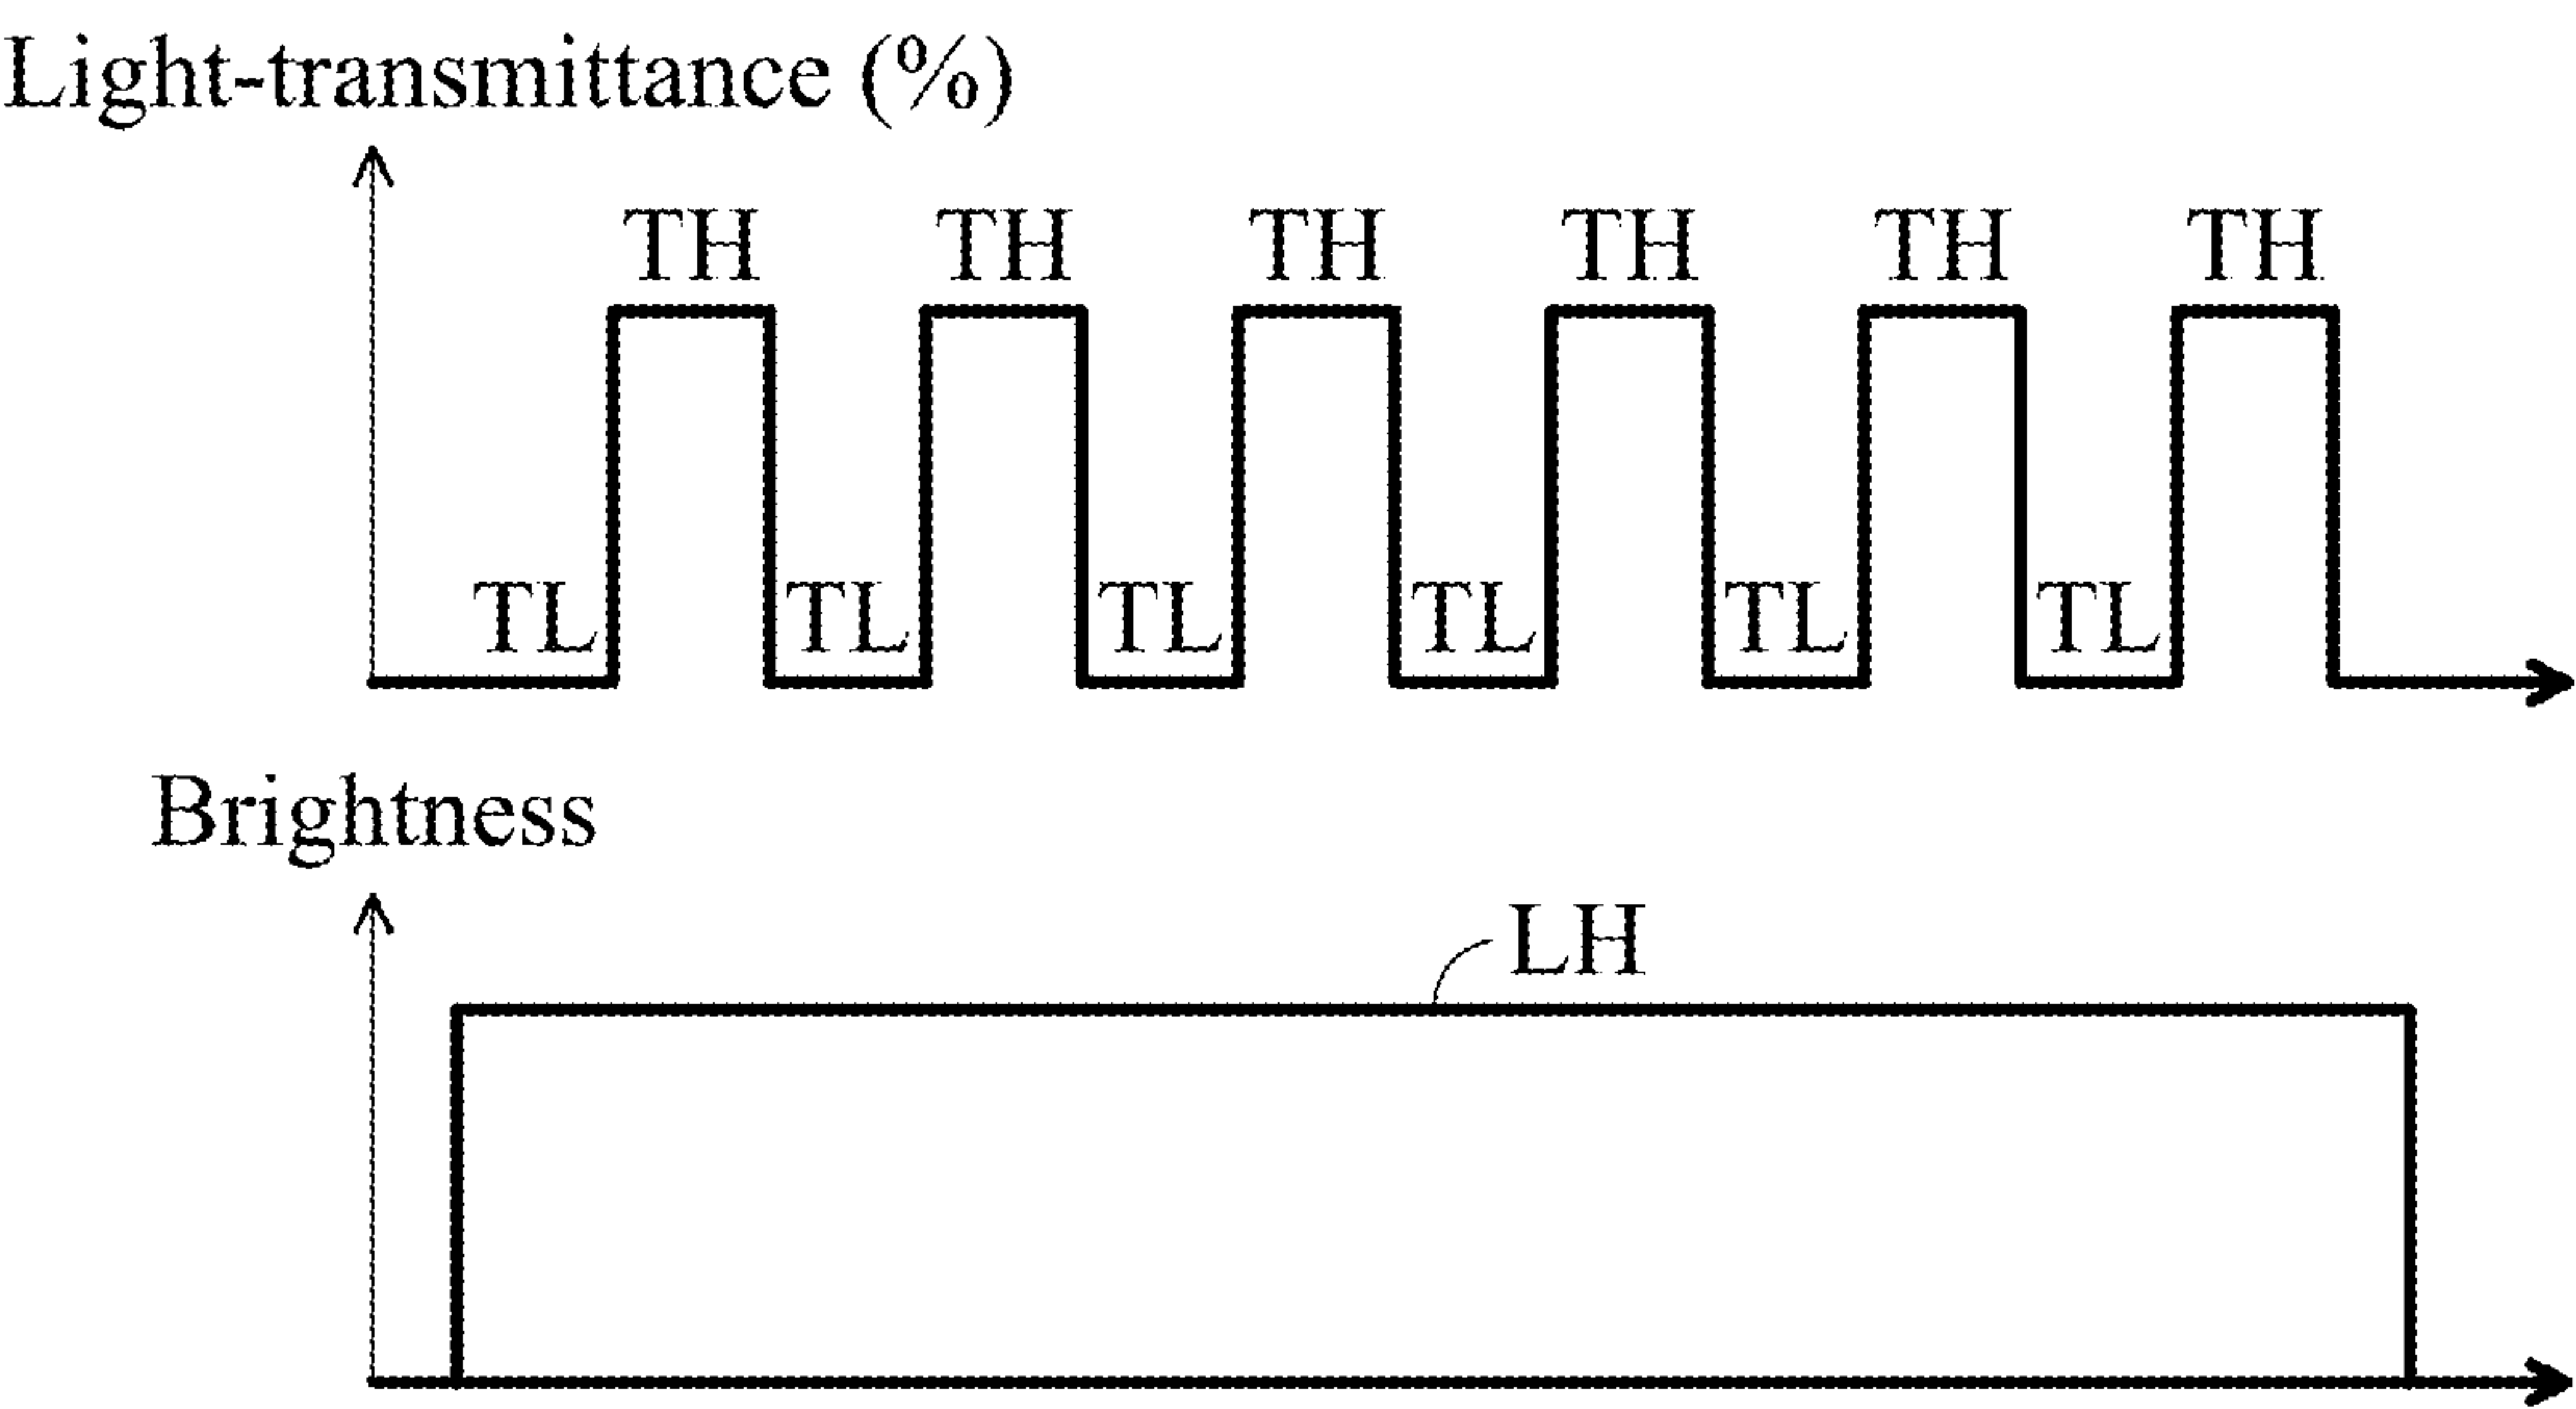 Light-transmittance (%)
TH TH TH TH TH TH
TL TL TL TL TL TL
Brightness
LH